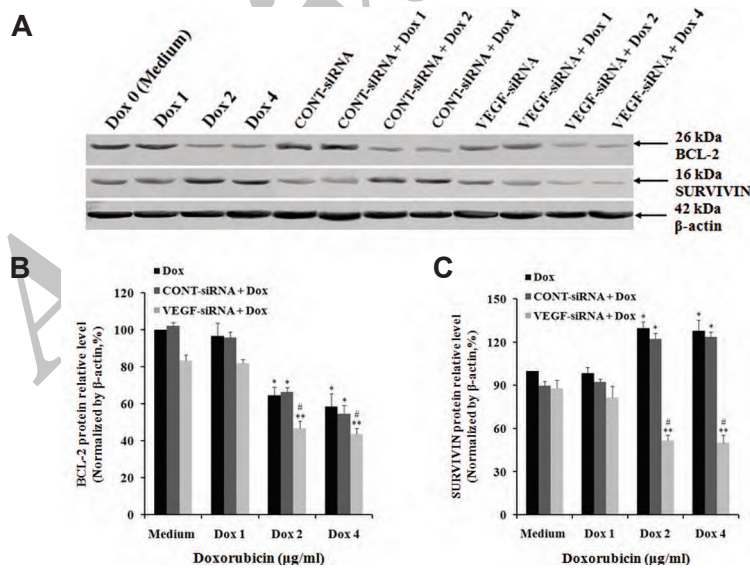 A
Dox 0 (Medium)
Dox 1
Dox 2
Dox 4
CONT-siRNA
CONT-siRNA + Dox 1
CONT-siRNA + Dox 2
CONT-siRNA + Dox 4
VEGF-siRNA
VEGF-siRNA + Dox 1
VEGF-siRNA + Dox 2
VEGF-siRNA + Dox 4
26 kDa
BCL-2
16 kDa
SURVIVIN
42 kDa
β-actin
B
Dox
CONT-siRNA + Dox
VEGF-siRNA + Dox
BCL-2 protein relative level
(Normalized by β-actin,%)
120
100
80
60
40
20
0
* * # **
* * # **
Medium Dox 1 Dox 2 Dox 4
Doxorubicin (µg/ml)
C
Dox
CONT-siRNA + Dox
VEGF-siRNA + Dox
SURVIVIN protein relative level
(Normalized by β-actin,%)
150
120
90
60
30
0
* * # **
* * # **
Medium Dox 1 Dox 2 Dox 4
Doxorubicin (µg/ml)